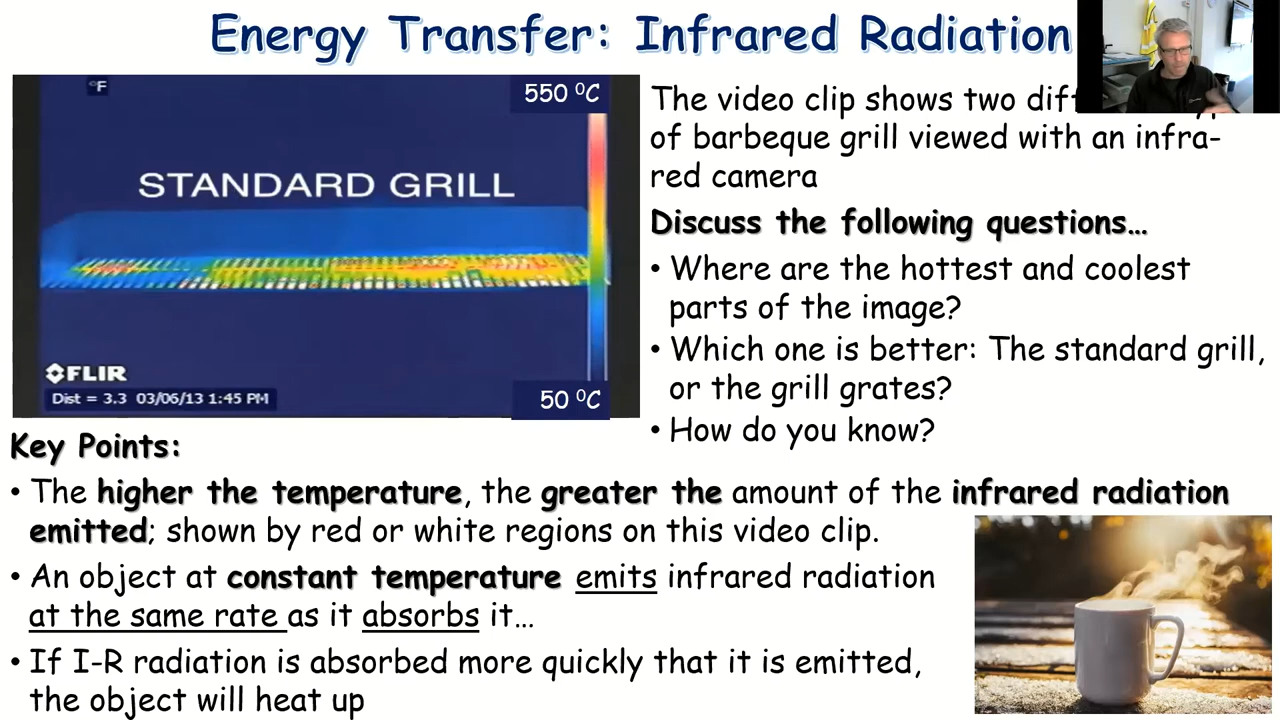 Energy Transfer: Infrared Radiation
°F
550 ⁰C
STANDARD GRILL
FLIR
Dist = 3.3 03/06/13 1:45 PM
50 ⁰C
The video clip shows two
of barbeque grill viewed with an infra-
red camera
Discuss the following questions…
• Where are the hottest and coolest
parts of the image?
• Which one is better: The standard grill,
or the grill grates?
• How do you know?
Key Points:
• The higher the temperature, the greater the amount of the infrared radiation
emitted; shown by red or white regions on this video clip.
• An object at constant temperature emits infrared radiation
at the same rate as it absorbs it…
• If I-R radiation is absorbed more quickly that it is emitted,
the object will heat up